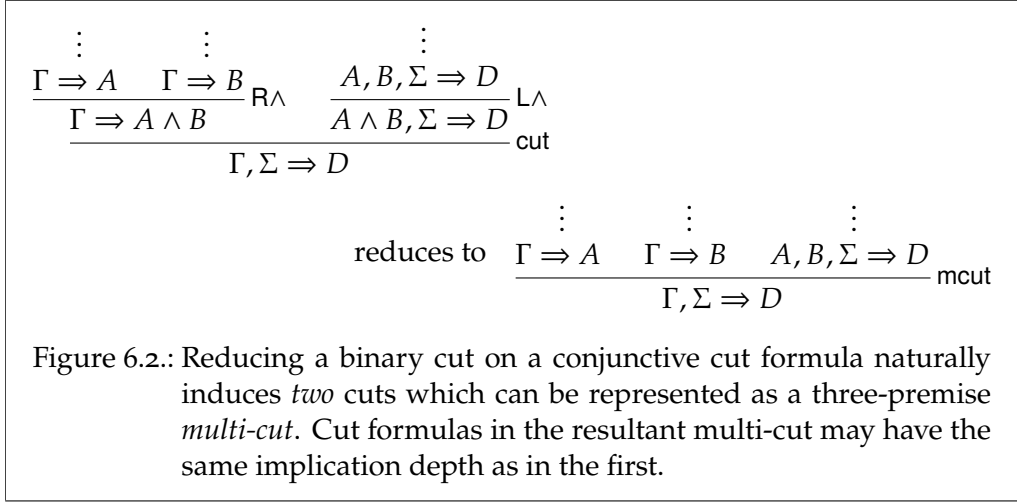 ⋮ ⋮ ⋮
Γ ⇒ A Γ ⇒ B R∧ A, B, Σ ⇒ D L∧
Γ ⇒ A ∧ B A ∧ B, Σ ⇒ D cut
Γ, Σ ⇒ D
⋮ ⋮ ⋮
reduces to Γ ⇒ A Γ ⇒ B A, B, Σ ⇒ D mcut
Γ, Σ ⇒ D
Figure 6.2.: Reducing a binary cut on a conjunctive cut formula naturally
induces two cuts which can be represented as a three-premise
multi-cut. Cut formulas in the resultant multi-cut may have the
same implication depth as in the first.